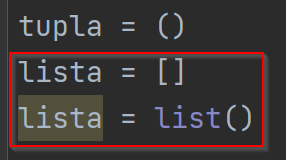 tupla = ()
lista = []
lista = list()